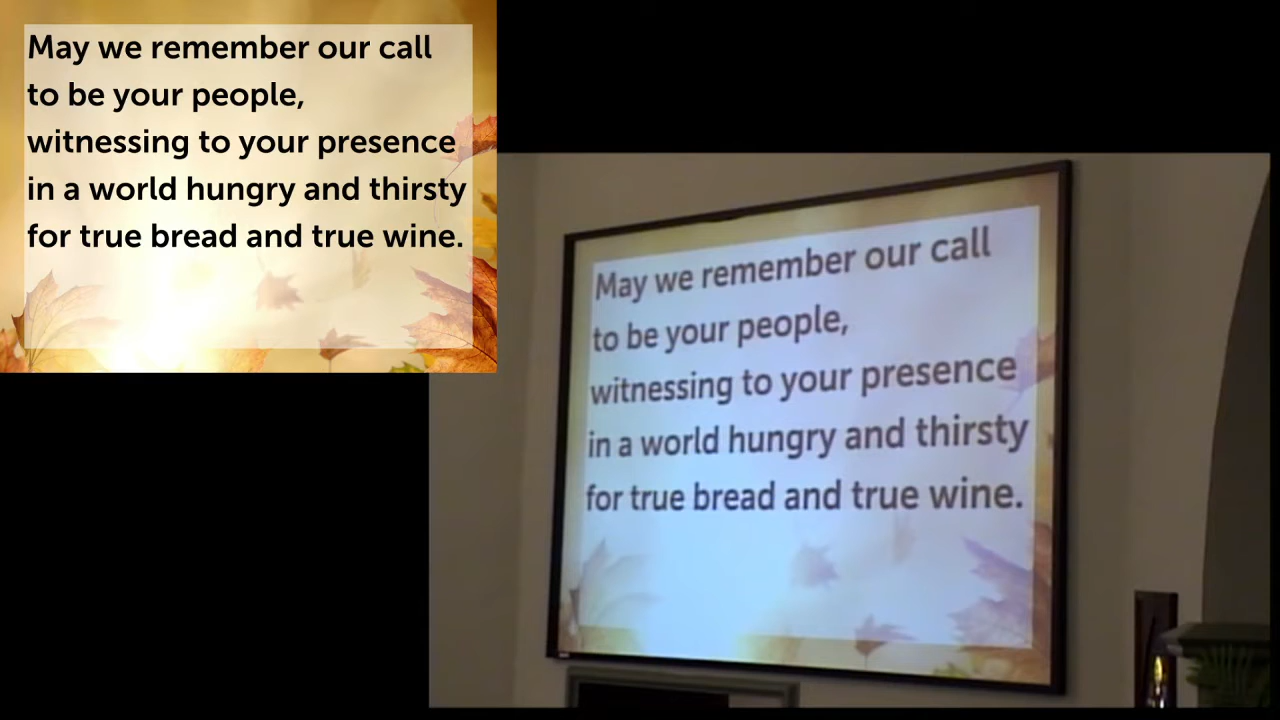 May we remember our call
to be your people,
witnessing to your presence
in a world hungry and thirsty
for true bread and true wine.
May we remember our call
to be your people,
witnessing to your presence
in a world hungry and thirsty
for true bread and true wine.